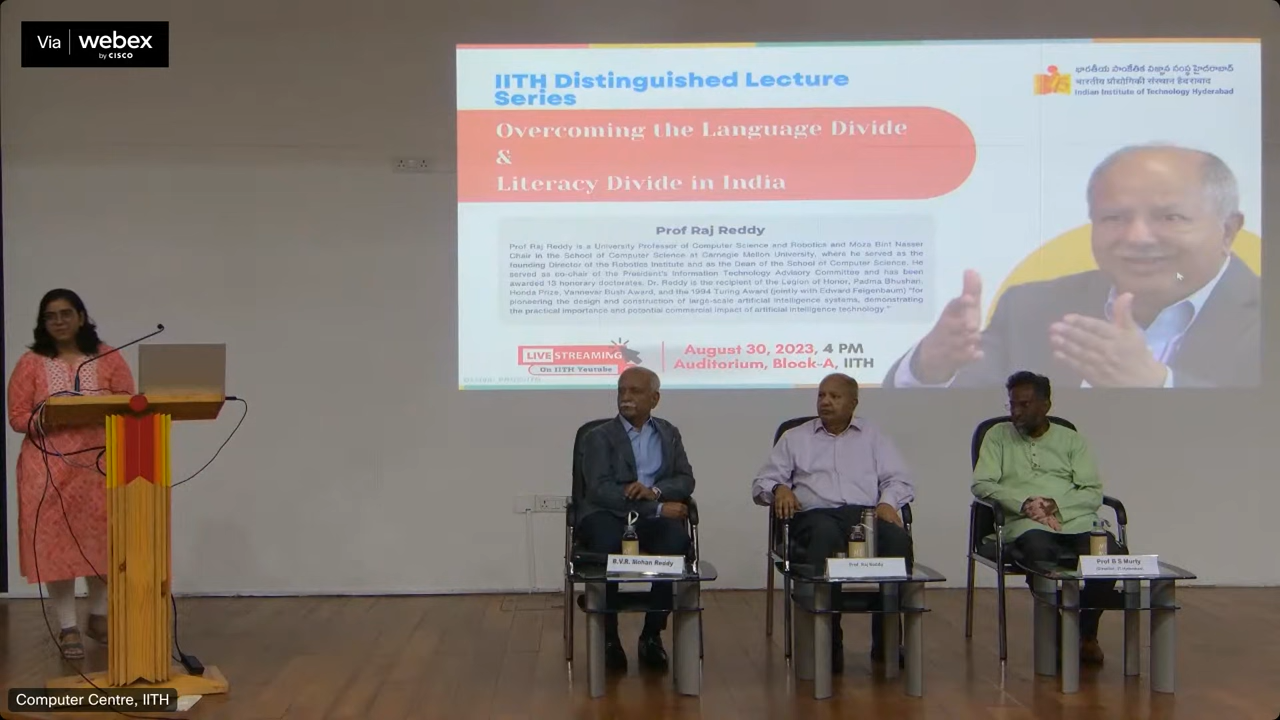 Via webex
by CISCO
IITH Distinguished Lecture
Series
భారతీయ సాంకేతిక విజ్ఞాన సంస్థ హైదరాబాద్
भारतीय प्रौद्योगिकी संस्थान हैदराबाद
Indian Institute of Technology Hyderabad
Overcoming the Language Divide
&
Literacy Divide in India
Prof Raj Reddy
Prof Raj Reddy is a University Professor of Computer Science and Robotics and Moza Bint Nasser
Chair in the School of Computer Science at Carnegie Mellon University, where he served as the
founding Director of the Robotics Institute and as the Dean of the School of Computer Science. He
served as co-chair of the President's Information Technology Advisory Committee and has been
awarded 13 honorary doctorates. Dr. Reddy is the recipient of the Legion of Honor, Padma Bhushan,
Honda Prize, Vannevar Bush Award, and the 1994 Turing Award (jointly with Edward Feigenbaum) "for
pioneering the design and construction of large-scale artificial intelligence systems, demonstrating
the practical importance and potential commercial impact of artificial intelligence technology."
LIVE STREAMING
On IITH Youtube
August 30, 2023, 4 PM
Auditorium, Block-A, IITH
B.V.R. Mohan Reddy
Prof. Raj Reddy
Prof B S Murty
Computer Centre, IITH